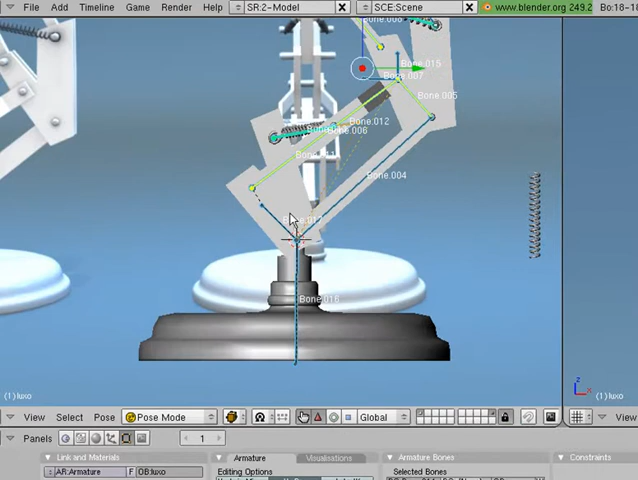 File Add Timeline Game Render Help SR:2-Model SCE:Scene www.blender.org 249.2 Bo:18-18
Bone.015
Bone.007
Bone.005
Bone.012
Bone.006
Bone.004
Bone.016
(1) luxo
(1) luxo
View Select Pose Pose Mode Global View
Panels 1
Link and Materials Armature Visualisations Armature Bones Constraints
AR:Armature F OB:luxo Editing Options Selected Bones